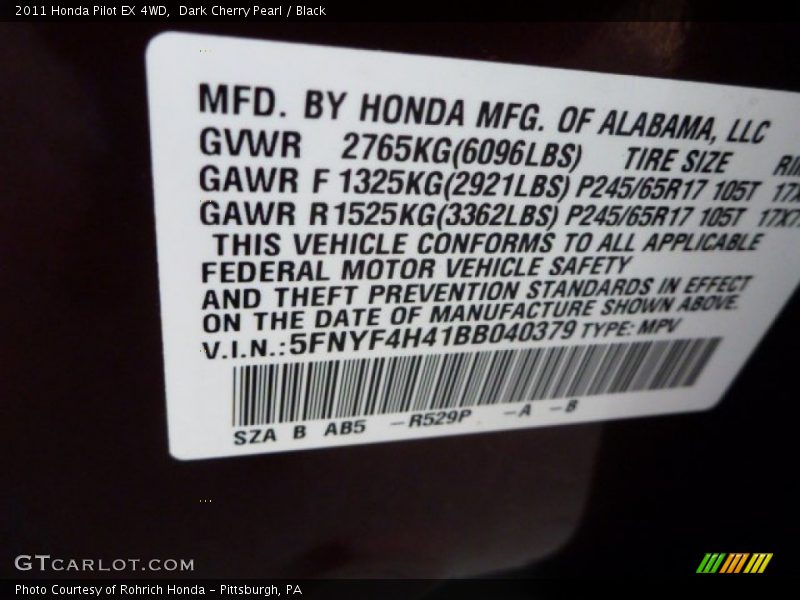 2011 Honda Pilot EX 4WD, Dark Cherry Pearl / Black
MFD. BY HONDA MFG. OF ALABAMA, LLC
GVWR 2765KG(6096LBS) TIRE SIZE
GAWR F 1325KG(2921LBS) P245/65R17 105T
GAWR R 1525KG(3362LBS) P245/65R17 105T
THIS VEHICLE CONFORMS TO ALL APPLICABLE
FEDERAL MOTOR VEHICLE SAFETY
AND THEFT PREVENTION STANDARDS IN EFFECT
ON THE DATE OF MANUFACTURE SHOWN ABOVE.
V.I.N.:5FNYF4H41BB040379 TYPE: MPV
SZA B AB5 -R529P -A -B
GTCARLOT.COM
Photo Courtesy of Rohrich Honda - Pittsburgh, PA